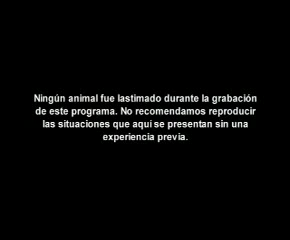 Ningún animal fue lastimado durante la grabación
de este programa. No recomendamos reproducir
las situaciones que aquí se presentan sin una
experiencia previa.